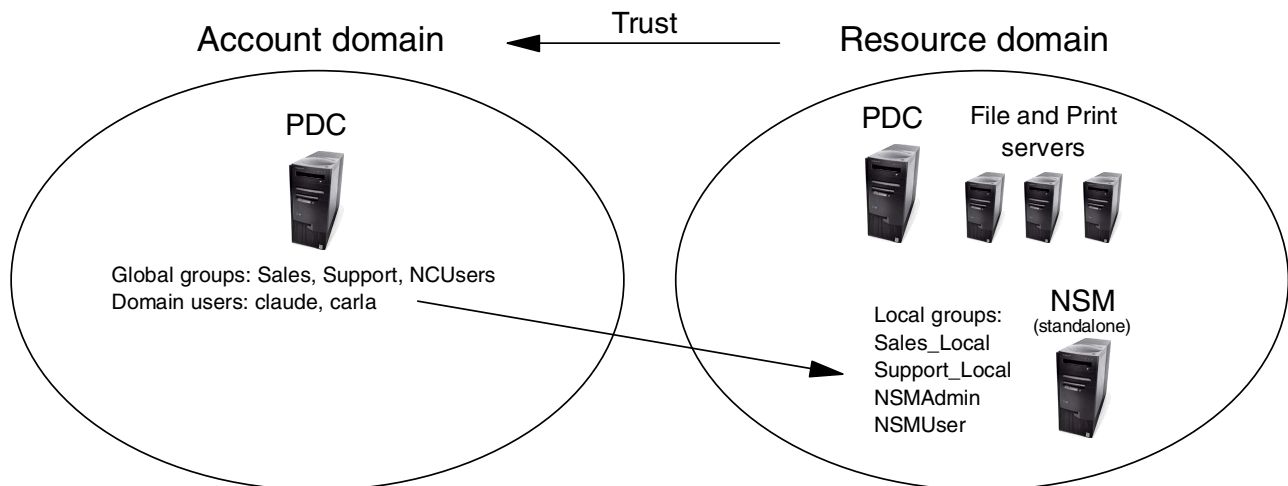 Account domain
Trust
Resource domain
PDC
Global groups: Sales, Support, NCUsers
Domain users: claude, carla
PDC
File and Print
servers
Local groups:
Sales_Local
Support_Local
NSMAdmin
NSMUser
NSM
(standalone)